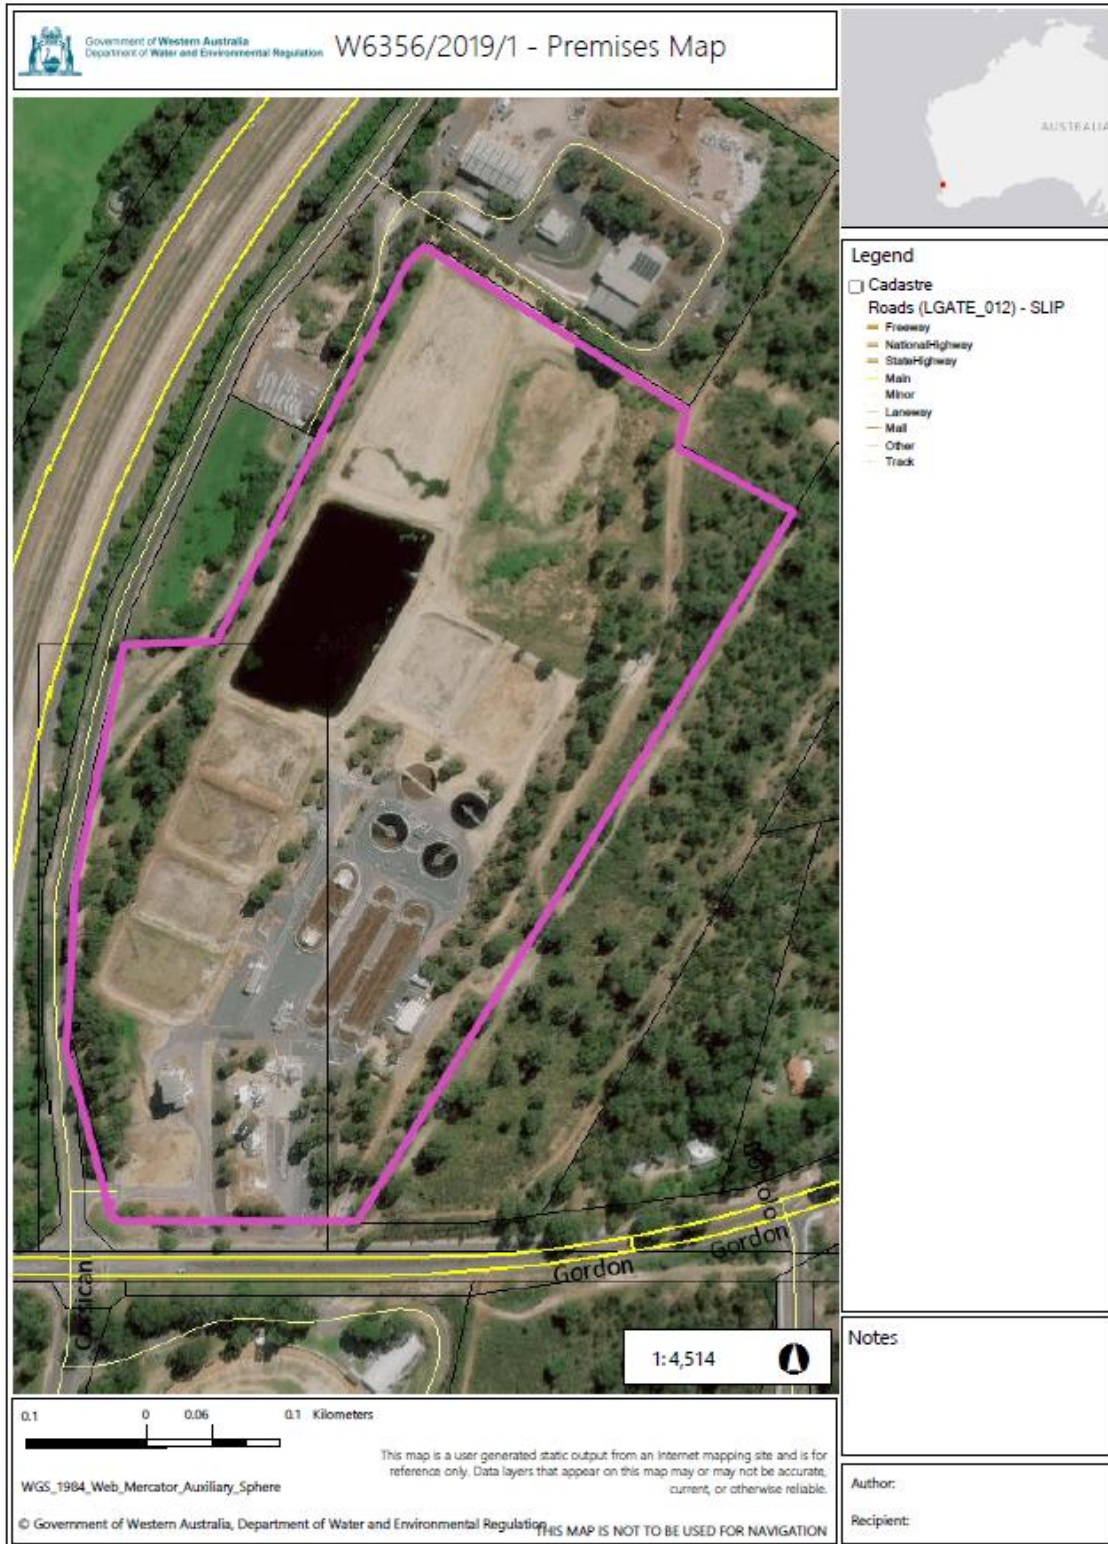 Government of Western Australia
Department of Water and Environmental Regulation
W6356/2019/1 - Premises Map
AUSTRALIA
Legend
Cadastre
Roads (LGATE_012) - SLIP
Freeway
NationalHighway
StateHighway
Main
Minor
Laneway
Mall
Other
Track
Gordon
Gordon
1:4,514
Notes
0.1 0 0.06 0.1 Kilometers
This map is a user generated static output from an Internet mapping site and is for
reference only. Data layers that appear on this map may or may not be accurate,
current, or otherwise reliable.
WGS_1984_Web_Mercator_Auxiliary_Sphere
© Government of Western Australia, Department of Water and Environmental Regulation
THIS MAP IS NOT TO BE USED FOR NAVIGATION
Author:
Recipient: